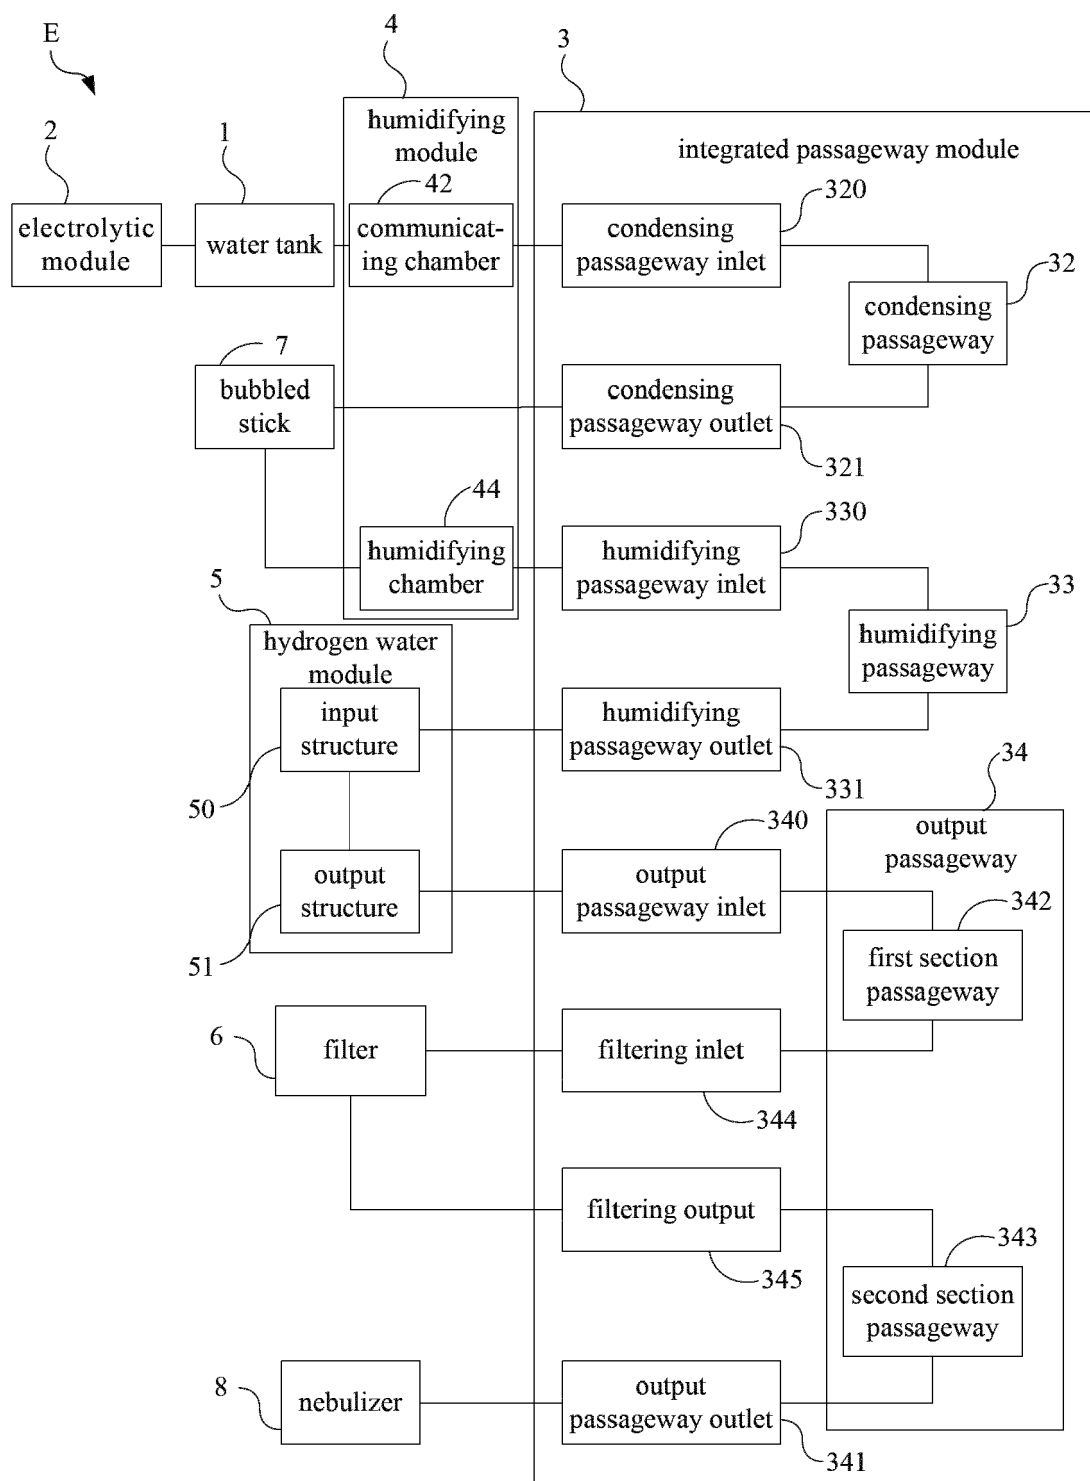 E
4
3
2
1
humidifying
module
integrated passageway module
42
320
electrolytic
module
water tank
communicat-
ing chamber
condensing
passageway inlet
32
condensing
passageway
7
bubbled
stick
condensing
passageway outlet
321
44
330
humidifying
chamber
humidifying
passageway inlet
33
5
humidifying
passageway
hydrogen water
module
input
structure
humidifying
passageway outlet
50
331
34
340
output
passageway
output
structure
output
passageway inlet
342
51
first section
passageway
6
filter
filtering inlet
344
filtering output
343
345
second section
passageway
8
nebulizer
output
passageway outlet
341